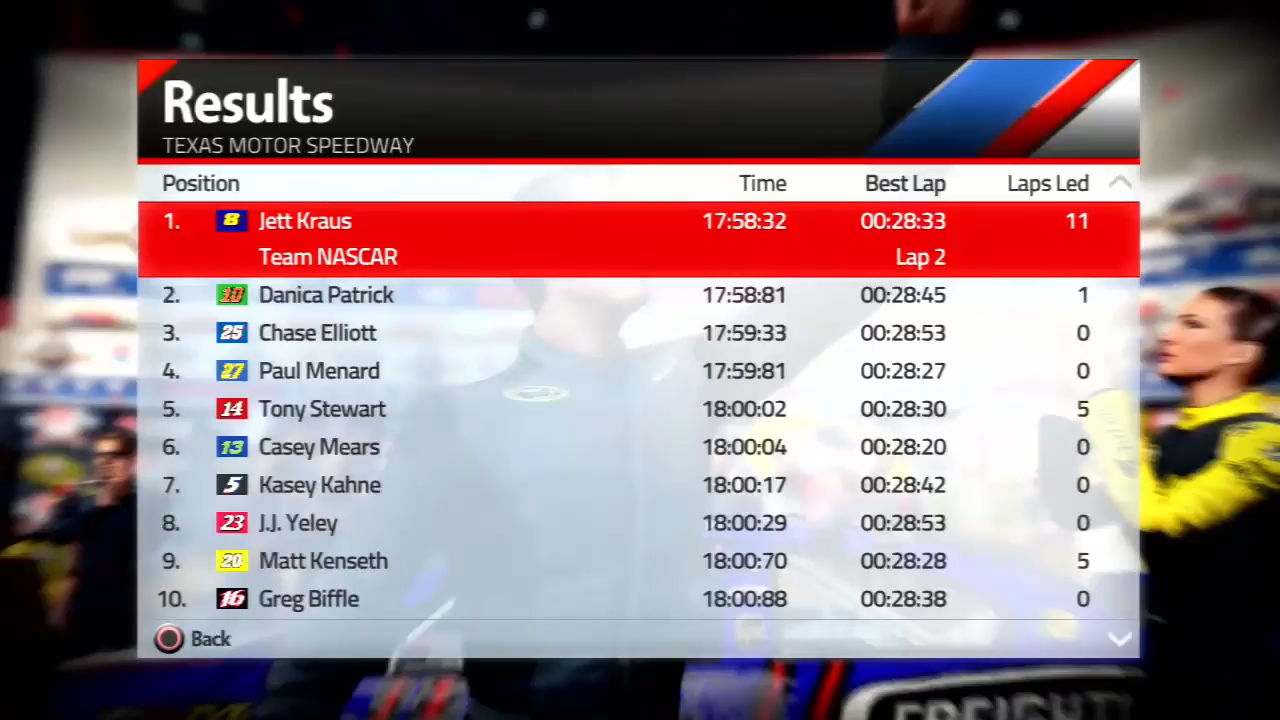 Results
TEXAS MOTOR SPEEDWAY
Position Time Best Lap Laps Led
1. 8 Jett Kraus 17:58:32 00:28:33 11
Team NASCAR Lap 2
2. 10 Danica Patrick 17:58:81 00:28:45 1
3. 25 Chase Elliott 17:59:33 00:28:53 0
4. 27 Paul Menard 17:59:81 00:28:27 0
5. 14 Tony Stewart 18:00:02 00:28:30 5
6. 13 Casey Mears 18:00:04 00:28:20 0
7. 5 Kasey Kahne 18:00:17 00:28:42 0
8. 23 J.J. Yeley 18:00:29 00:28:53 0
9. 20 Matt Kenseth 18:00:70 00:28:28 5
10. 16 Greg Biffle 18:00:88 00:28:38 0
Back